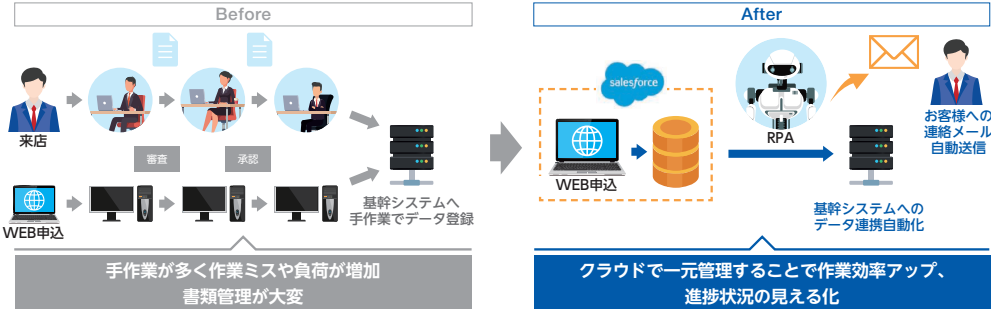 Before
来店
審査
承認
WEB申込
基幹システムへ
手作業でデータ登録
手作業が多く作業ミスや負荷が増加
書類管理が大変
After
salesforce
WEB申込
RPA
お客様への
連絡メール
自動送信
基幹システムへの
データ連携自動化
クラウドで一元管理することで作業効率アップ、
進捗状況の見える化